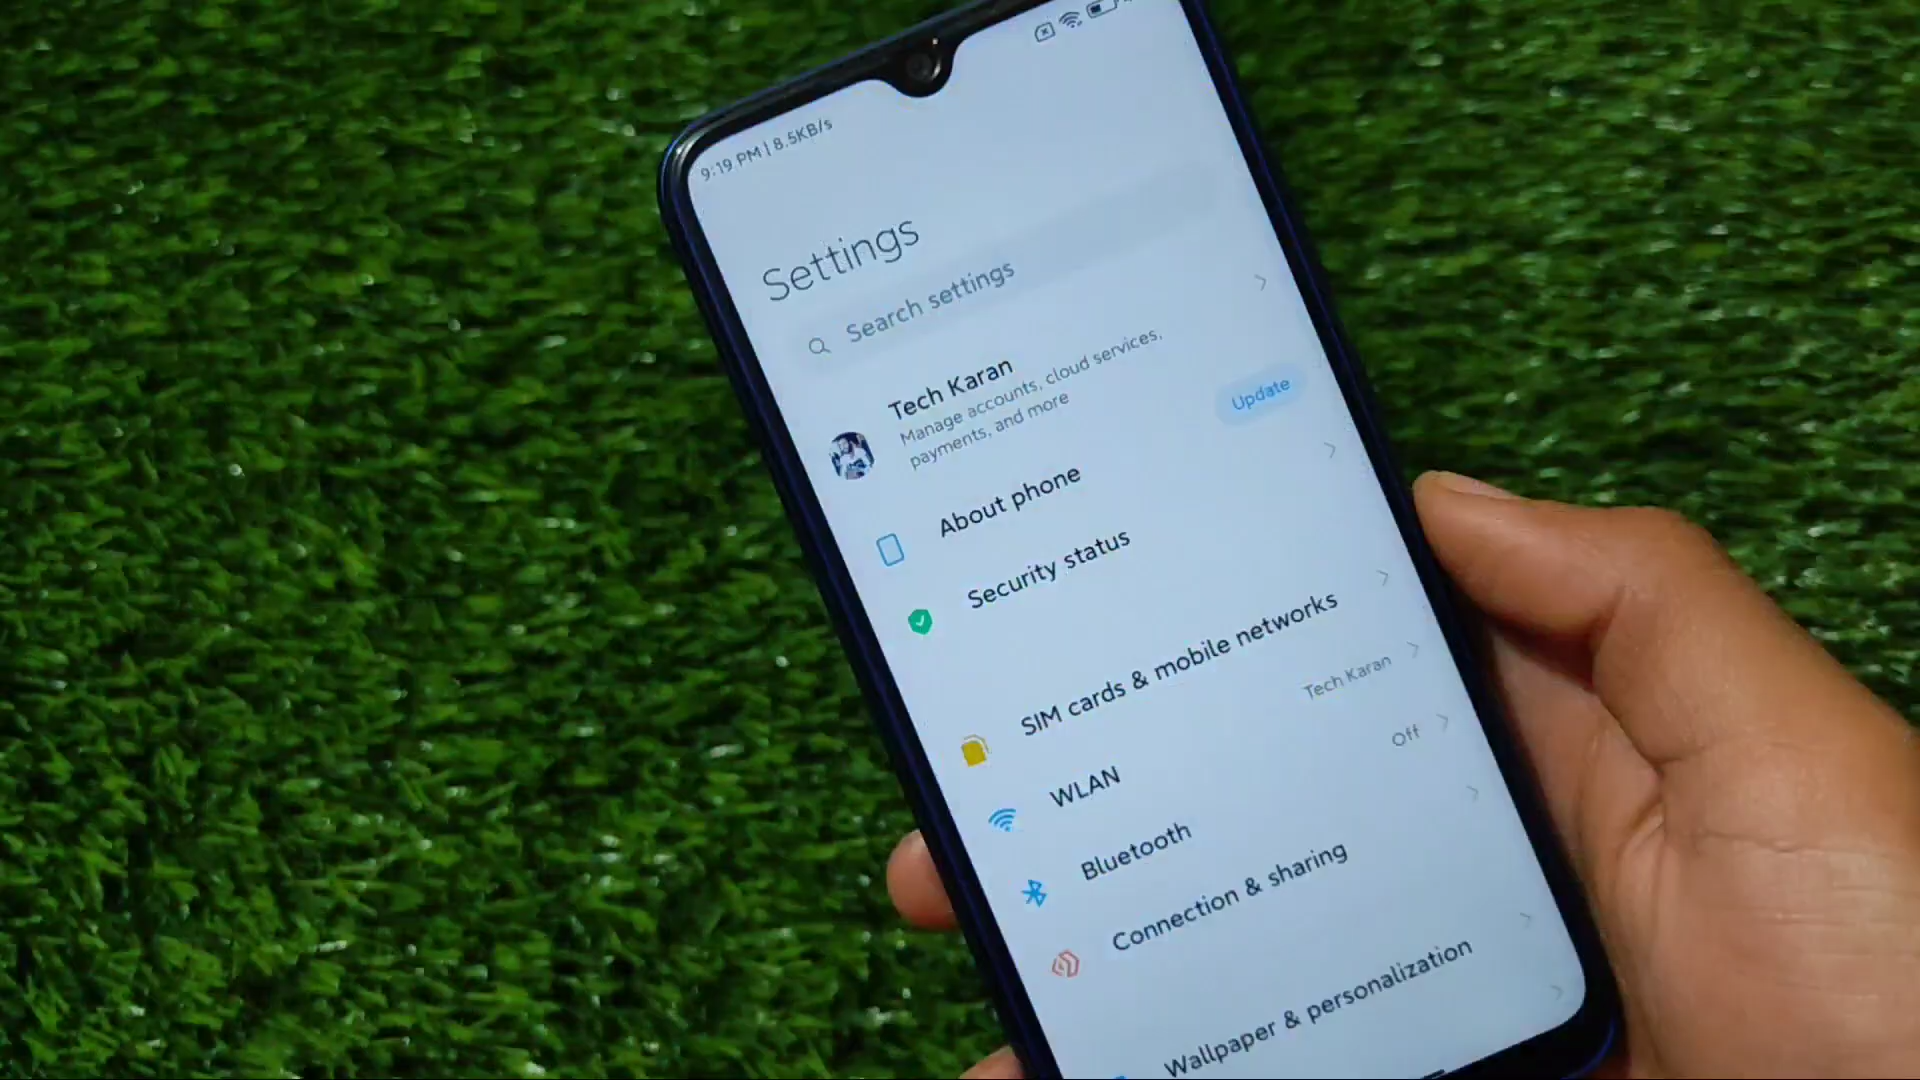 9:19 PM | 8.5KB/s
Settings
Search settings
Tech Karan
Manage accounts, cloud services,
payments, and more
About phone
Update
Security status
SIM cards & mobile networks
WLAN
Tech Karan
Bluetooth
Off
Connection & sharing
Wallpaper & personalization